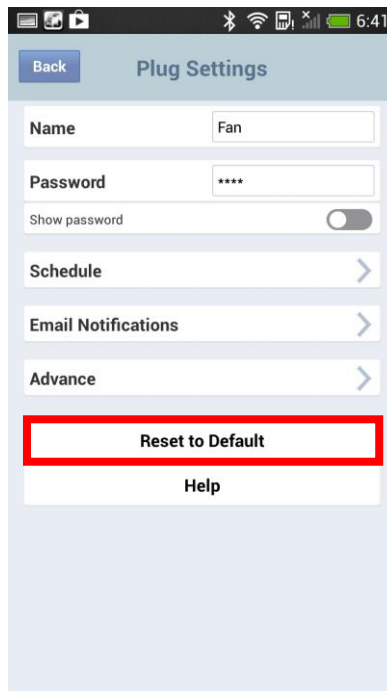 6:41
Back
Plug Settings
Name
Fan
Password
****
Show password
Schedule
Email Notifications
Advance
Reset to Default
Help